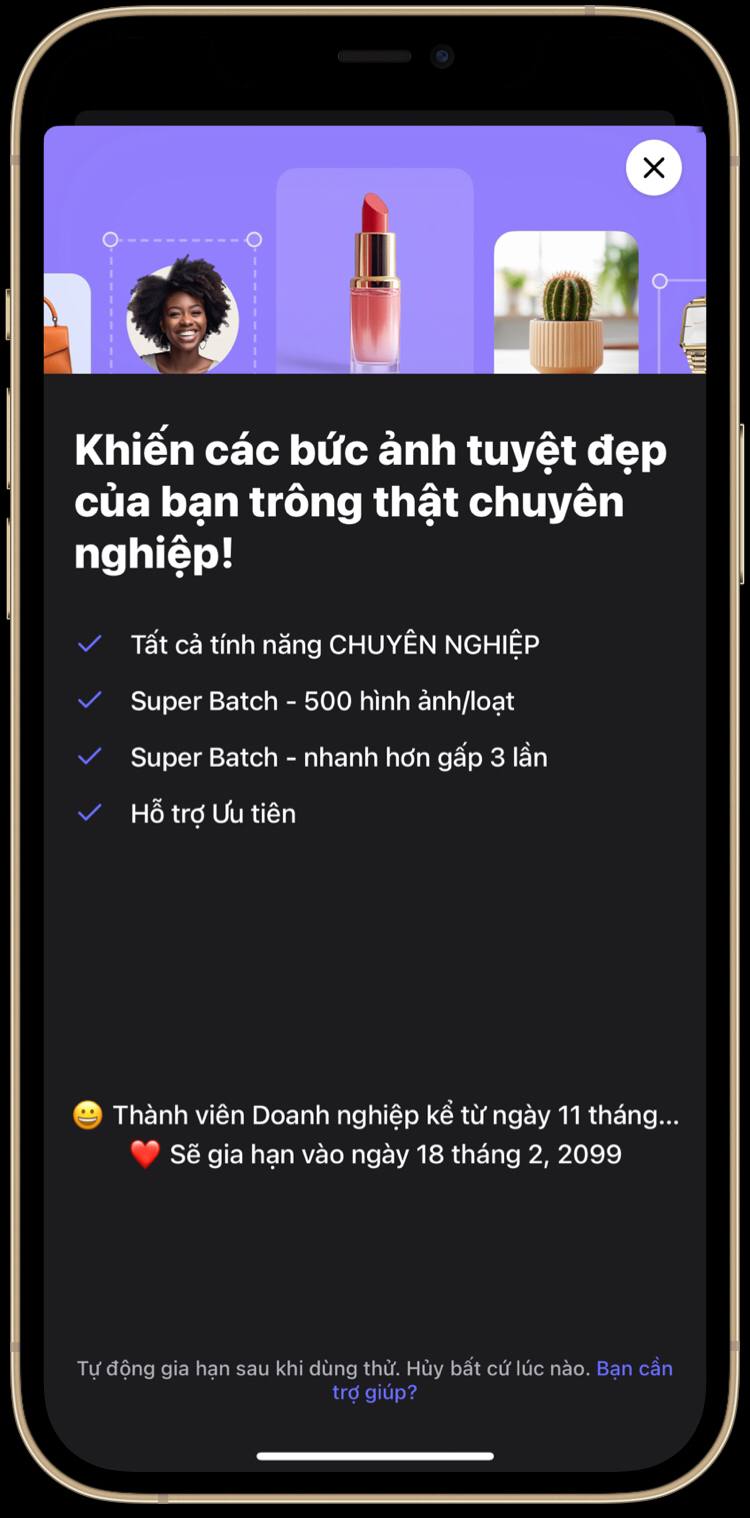 Khiến các bức ảnh tuyệt đẹp
của bạn trông thật chuyên
nghiệp!
Tất cả tính năng CHUYÊN NGHIỆP
Super Batch - 500 hình ảnh/loạt
Super Batch - nhanh hơn gấp 3 lần
Hỗ trợ Ưu tiên
😀 Thành viên Doanh nghiệp kể từ ngày 11 tháng...
❤️ Sẽ gia hạn vào ngày 18 tháng 2, 2099
Tự động gia hạn sau khi dùng thử. Hủy bất cứ lúc nào. Bạn cần
trợ giúp?